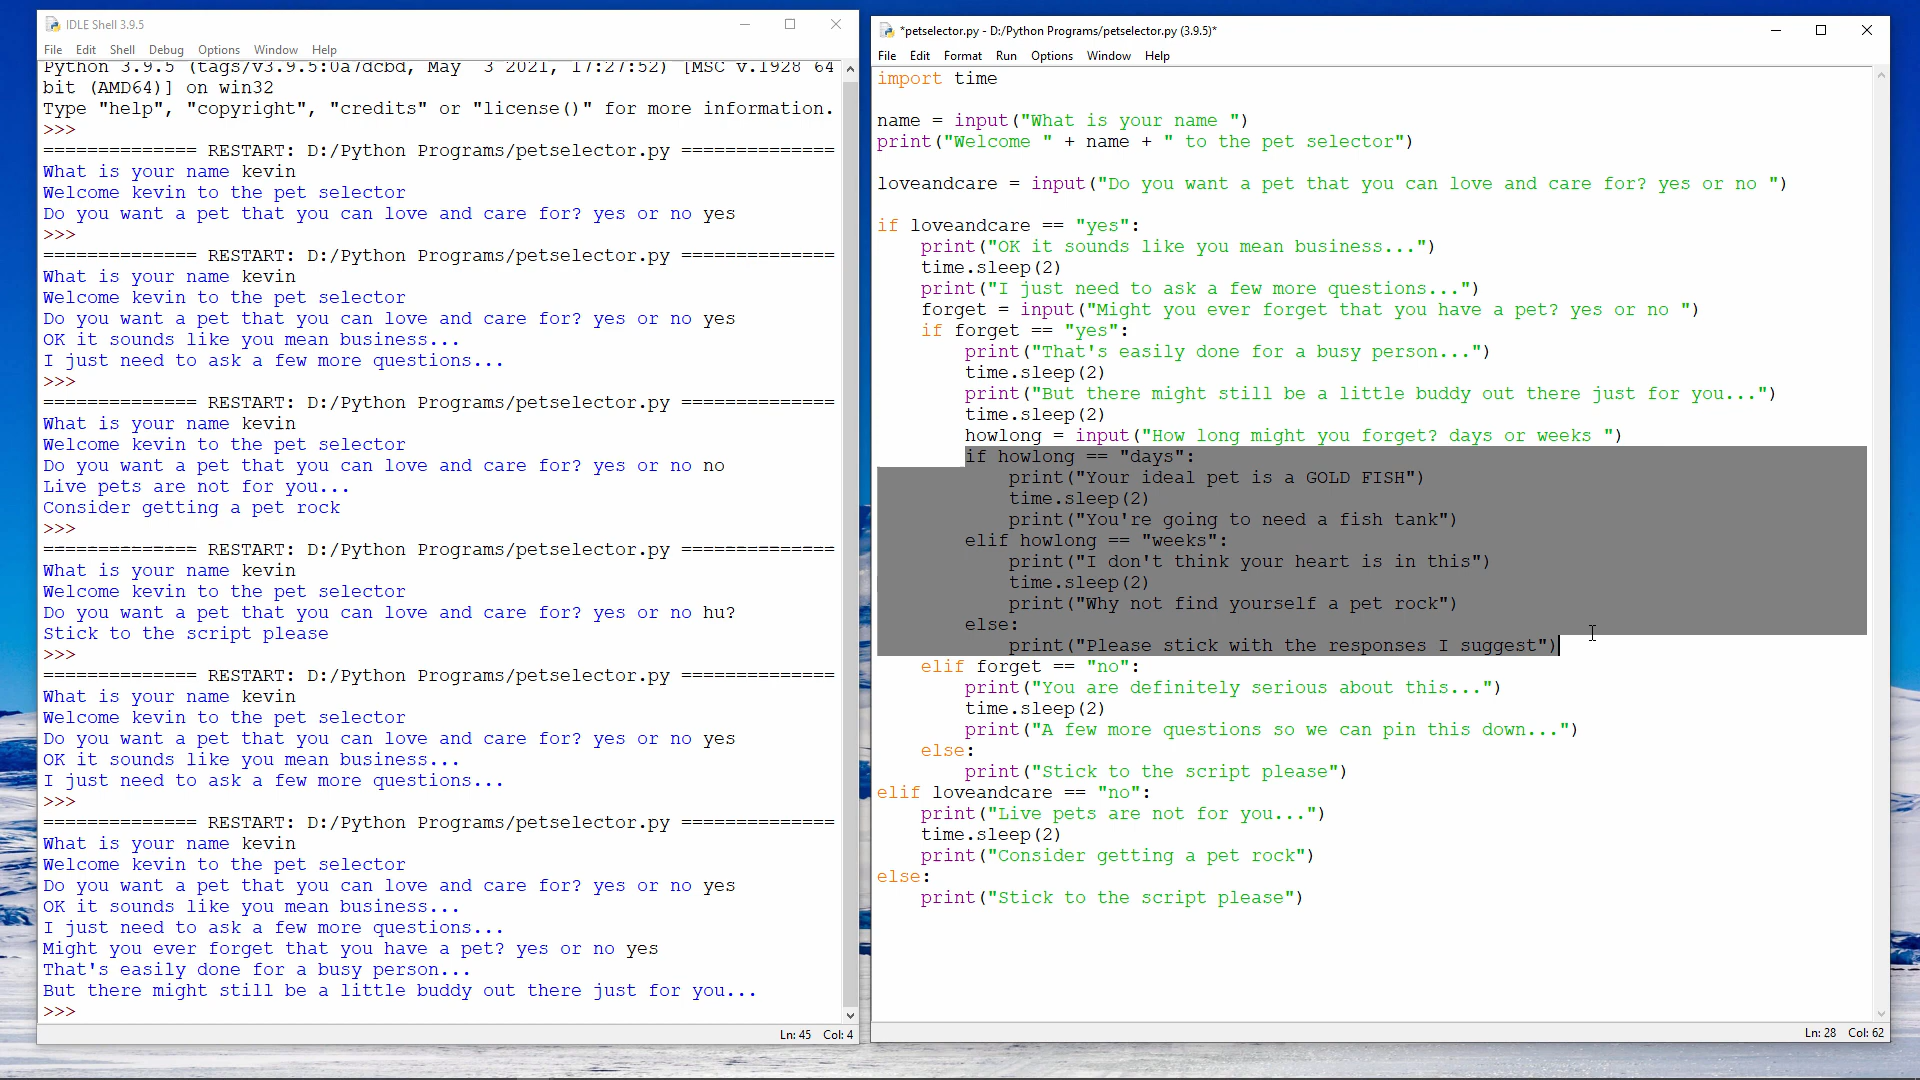 IDLE Shell 3.9.5
File Edit Shell Debug Options Window Help
Python 3.9.5 (tags/v3.9.5:0a7dcbd, May  3 2021, 17:27:52) [MSC v.1928 64
bit (AMD64)] on win32
Type "help", "copyright", "credits" or "license()" for more information.
>>>
============== RESTART: D:/Python Programs/petselector.py ==============
What is your name kevin
Welcome kevin to the pet selector
Do you want a pet that you can love and care for? yes or no yes
>>>
============== RESTART: D:/Python Programs/petselector.py ==============
What is your name kevin
Welcome kevin to the pet selector
Do you want a pet that you can love and care for? yes or no yes
OK it sounds like you mean business...
I just need to ask a few more questions...
>>>
============== RESTART: D:/Python Programs/petselector.py ==============
What is your name kevin
Welcome kevin to the pet selector
Do you want a pet that you can love and care for? yes or no no
Live pets are not for you...
Consider getting a pet rock
>>>
============== RESTART: D:/Python Programs/petselector.py ==============
What is your name kevin
Welcome kevin to the pet selector
Do you want a pet that you can love and care for? yes or no hu?
Stick to the script please
>>>
============== RESTART: D:/Python Programs/petselector.py ==============
What is your name kevin
Welcome kevin to the pet selector
Do you want a pet that you can love and care for? yes or no yes
OK it sounds like you mean business...
I just need to ask a few more questions...
>>>
============== RESTART: D:/Python Programs/petselector.py ==============
What is your name kevin
Welcome kevin to the pet selector
Do you want a pet that you can love and care for? yes or no yes
OK it sounds like you mean business...
I just need to ask a few more questions...
Might you ever forget that you have a pet? yes or no yes
That's easily done for a busy person...
But there might still be a little buddy out there just for you...
>>>
Ln: 45 Col: 4
*petselector.py - D:/Python Programs/petselector.py (3.9.5)*
File Edit Format Run Options Window Help
import time
name = input("What is your name ")
print("Welcome " + name + " to the pet selector")
loveandcare = input("Do you want a pet that you can love and care for? yes or no ")
if loveandcare == "yes":
    print("OK it sounds like you mean business...")
    time.sleep(2)
    print("I just need to ask a few more questions...")
    forget = input("Might you ever forget that you have a pet? yes or no ")
    if forget == "yes":
        print("That's easily done for a busy person...")
        time.sleep(2)
        print("But there might still be a little buddy out there just for you...")
        time.sleep(2)
        howlong = input("How long might you forget? days or weeks ")
        if howlong == "days":
            print("Your ideal pet is a GOLD FISH")
            time.sleep(2)
            print("You're going to need a fish tank")
        elif howlong == "weeks":
            print("I don't think your heart is in this")
            time.sleep(2)
            print("Why not find yourself a pet rock")
        else:
            print("Please stick with the responses I suggest")
    elif forget == "no":
        print("You are definitely serious about this...")
        time.sleep(2)
        print("A few more questions so we can pin this down...")
    else:
        print("Stick to the script please")
elif loveandcare == "no":
    print("Live pets are not for you...")
    time.sleep(2)
    print("Consider getting a pet rock")
else:
    print("Stick to the script please")
Ln: 28 Col: 62